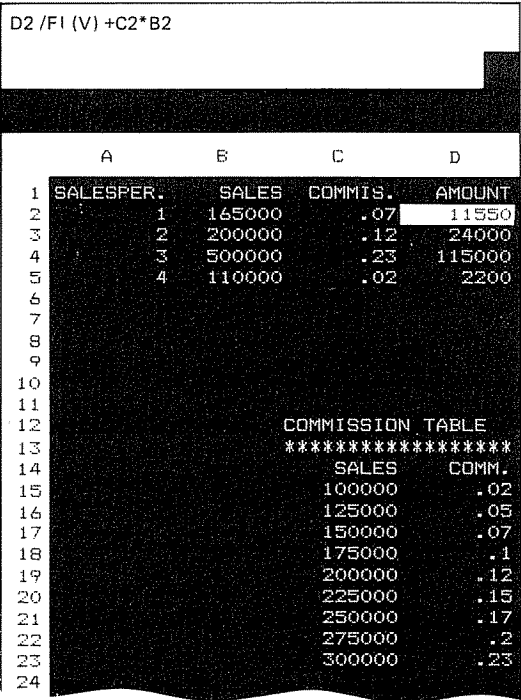 D2 /FI (V) +C2*B2
A B C D
1 SALESPER. SALES COMMIS. AMOUNT
2 1 165000 .07 11550
3 2 200000 .12 24000
4 3 500000 .23 115000
5 4 110000 .02 2200
6
7
8
9
10
11
12 COMMISSION TABLE
13 *******************
14 SALES COMM.
15 100000 .02
16 125000 .05
17 150000 .07
18 175000 .1
19 200000 .12
20 225000 .15
21 250000 .17
22 275000 .2
23 300000 .23
24